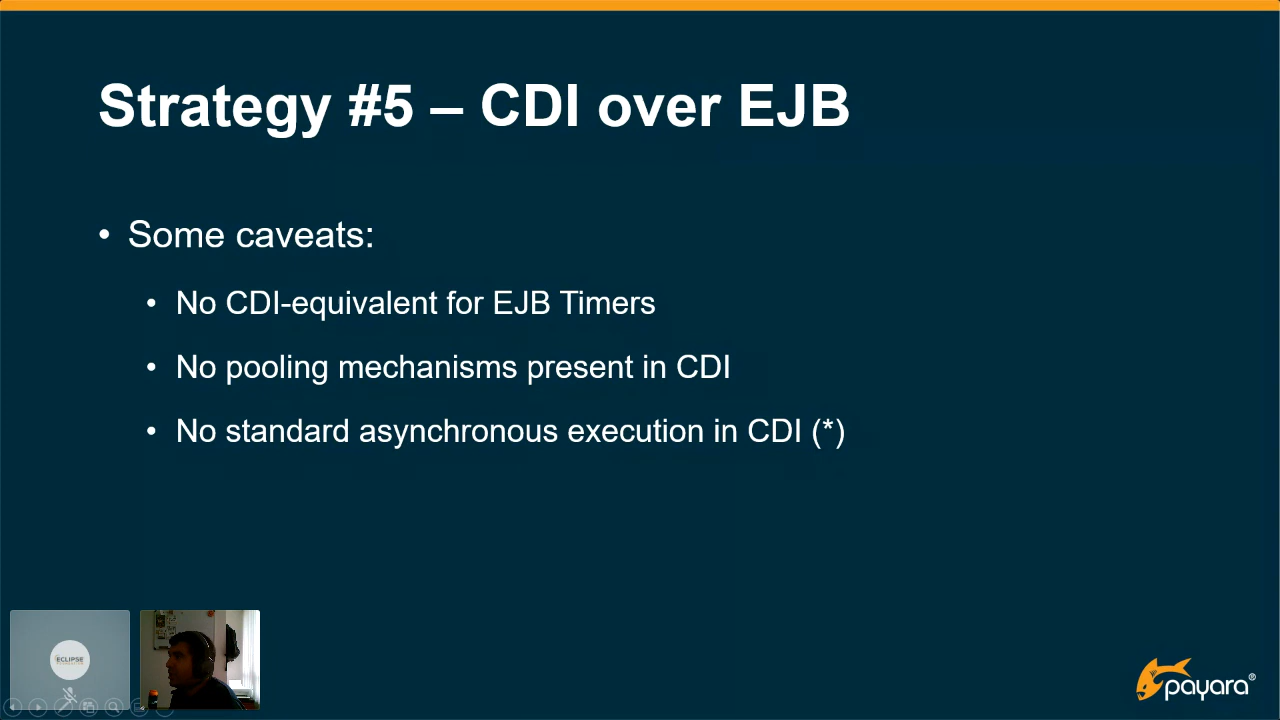 Strategy #5 – CDI over EJB
• Some caveats:
• No CDI-equivalent for EJB Timers
• No pooling mechanisms present in CDI
• No standard asynchronous execution in CDI (*)
ECLIPSE
payara®